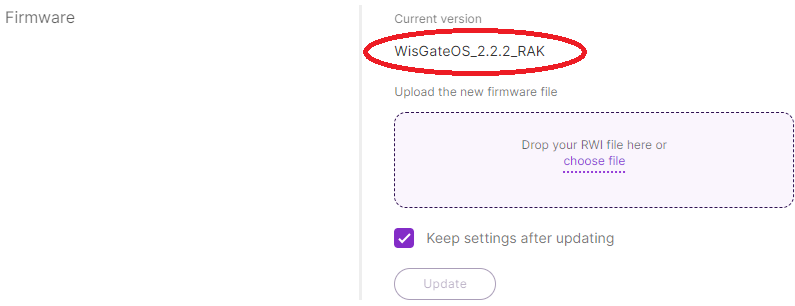 Firmware
Current version
WisGateOS_2.2.2_RAK
Upload the new firmware file
Drop your RWI file here or
choose file
Keep settings after updating
Update